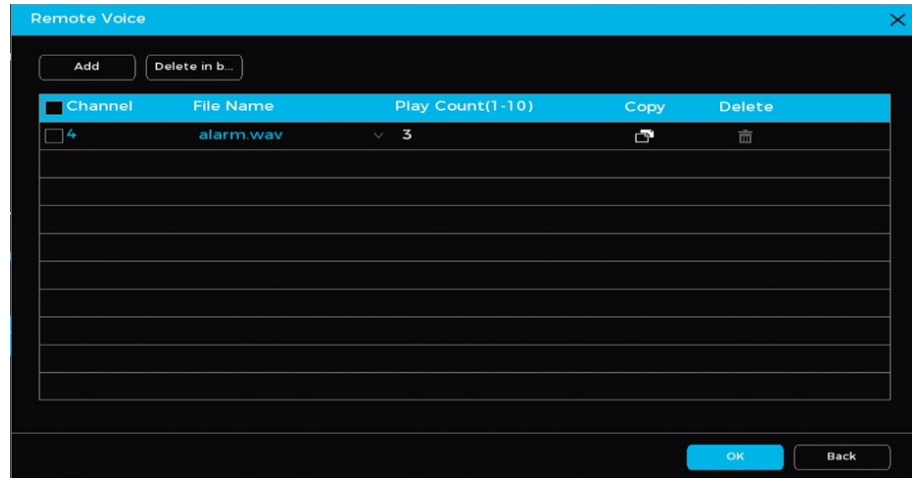 Remote Voice
Add Delete in b...
Channel File Name Play Count(1-10) Copy Delete
4 alarm.wav 3
OK Back